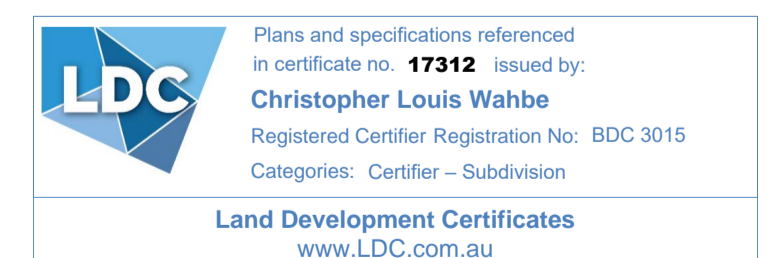 LDC
Plans and specifications referenced
in certificate no. 17312 issued by:
Christopher Louis Wahbe
Registered Certifier Registration No: BDC 3015
Categories: Certifier – Subdivision
Land Development Certificates
www.LDC.com.au